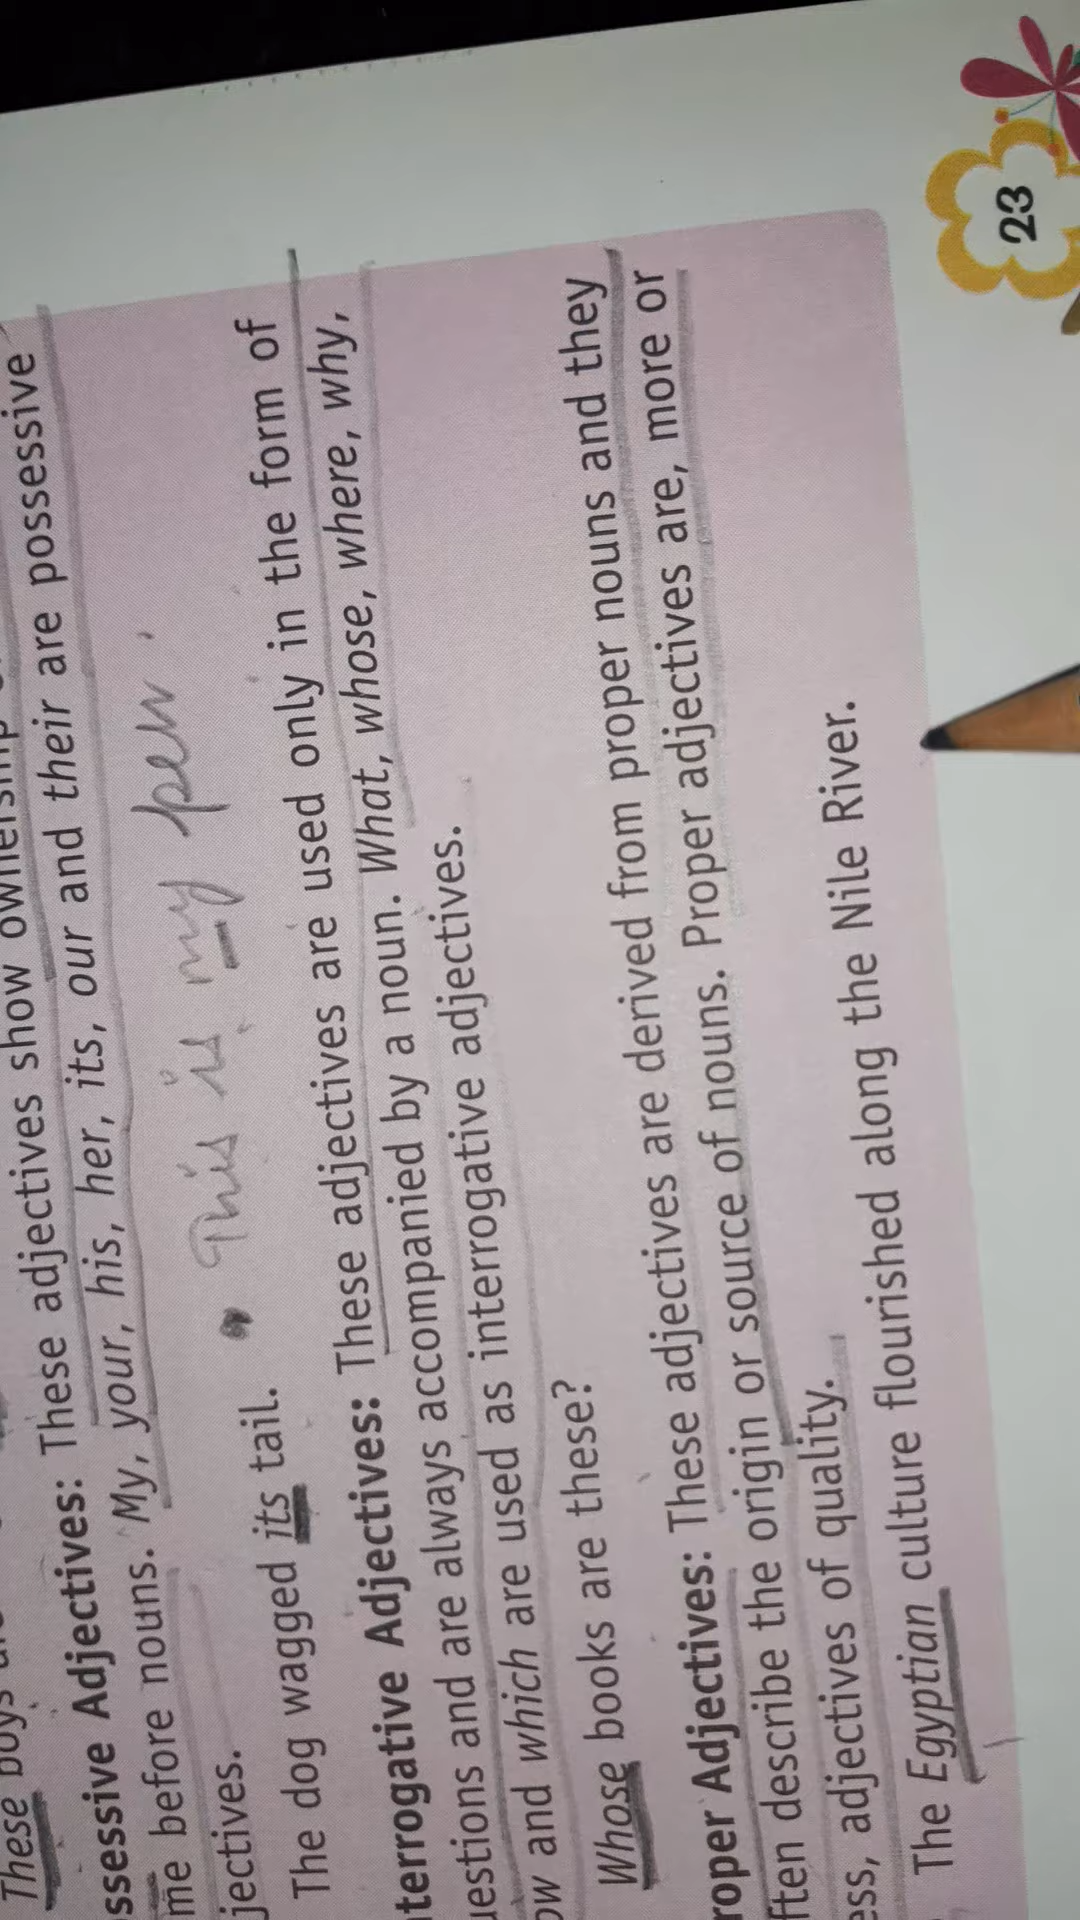 These
ssessive Adjectives: These adjectives show ownership
me before nouns. My, your, his, her, its, our and their are possessive
jectives.
This is my pen.
The dog wagged its tail.
terrogative Adjectives: These adjectives are used only in the form of
uestions and are always accompanied by a noun. What, whose, where, why,
ow and which are used as interrogative adjectives.
Whose books are these?
roper Adjectives: These adjectives are derived from proper nouns and they
ften describe the origin or source of nouns. Proper adjectives are, more or
ess, adjectives of quality.
The Egyptian culture flourished along the Nile River.
23